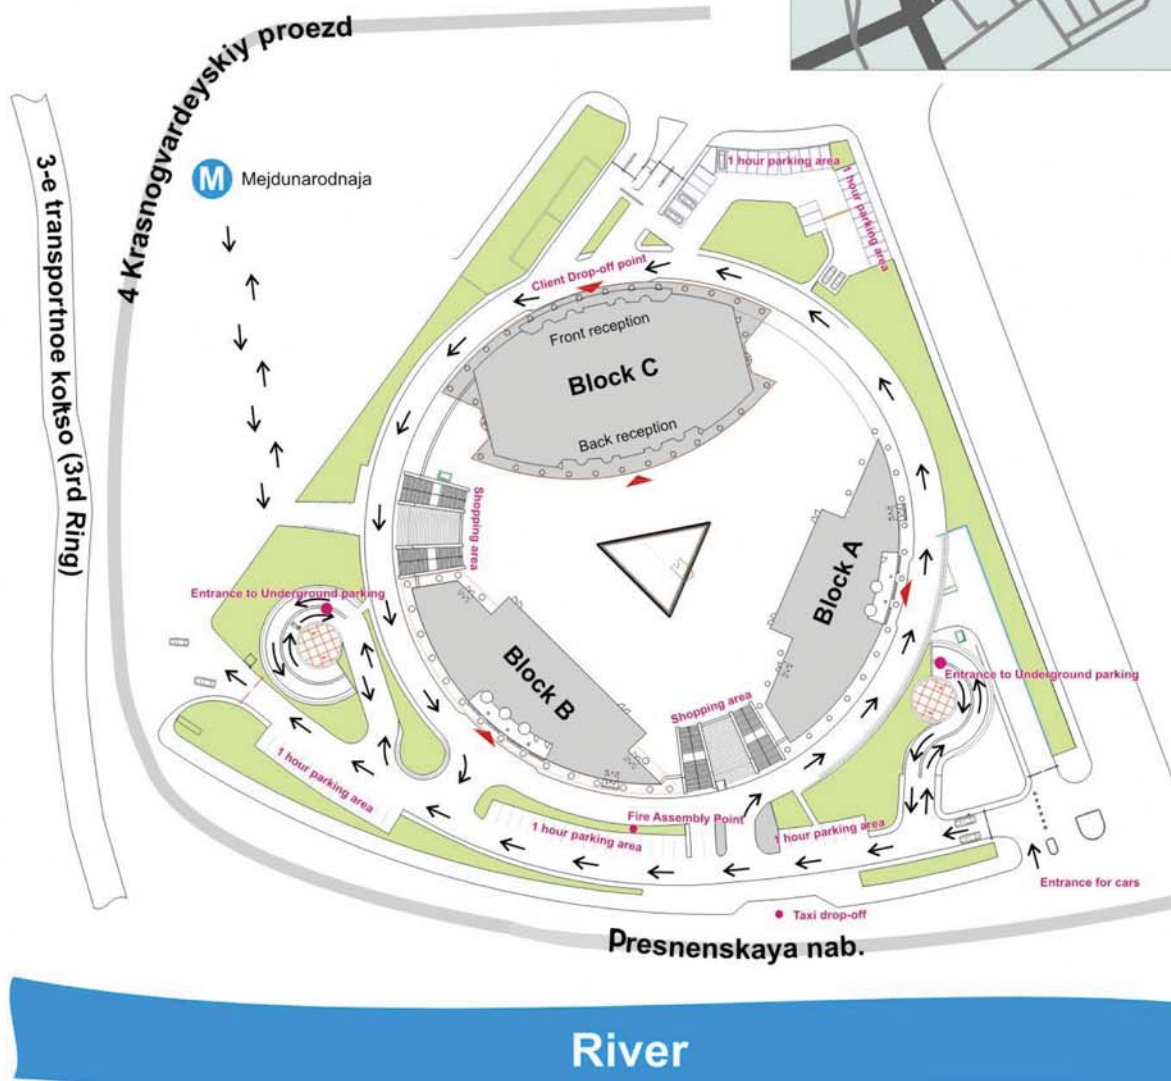 4 Krasnogvardeyskiy proezd
3-e transportnoe koltso (3rd Ring)
M Mejdunarodnaja
1 hour parking area
1 hour parking area
Client Drop-off point
Front reception
Block C
Back reception
Shopping area
Block A
Entrance to Underground parking
Block B
Shopping area
Entrance to Underground parking
1 hour parking area
Fire Assembly Point
1 hour parking area
1 hour parking area
Entrance for cars
Taxi drop-off
Presnenskaya nab.
River